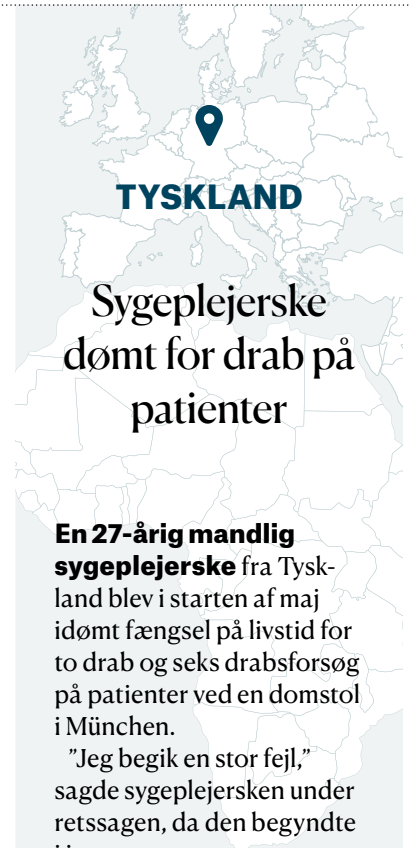 TYSKLAND
Sygeplejerske
dømt for drab på
patienter
En 27-årig mandlig
sygeplejerske fra Tysk-
land blev i starten af maj
idømt fængsel på livstid for
to drab og seks drabsforsøg
på patienter ved en domstol
i München.
”Jeg begik en stor fejl,”
sagde sygeplejersken under
retssagen, da den begyndte